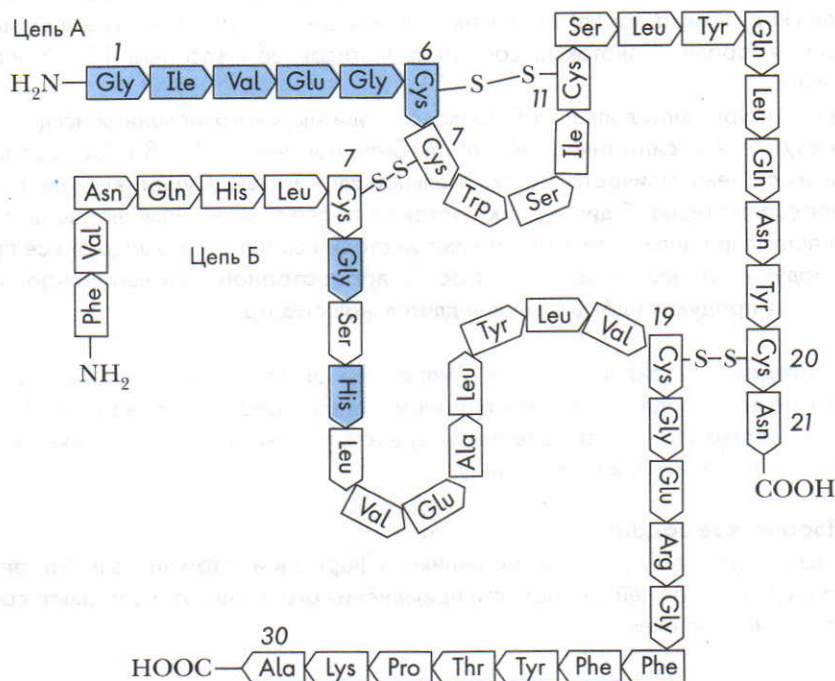 Цепь А
1
6
H₂N Gly Ile Val Glu Gly Cys S S Cys Ser Leu Tyr Gln
11
7
Cys Trp Ser Ile
Leu
Gln
Asn
Tyr
Cys 20
Asn 21
COOH
Цепь Б
NH₂
Phe
Val
Asn Gln His Leu Cys S S
7
Gly
Ser
His
Leu
Val
Glu
Ala
Leu
Tyr Leu Val
19
Cys S S
Gly
Glu
Arg
Gly
30
HOOC Ala Lys Pro Thr Tyr Phe Phe